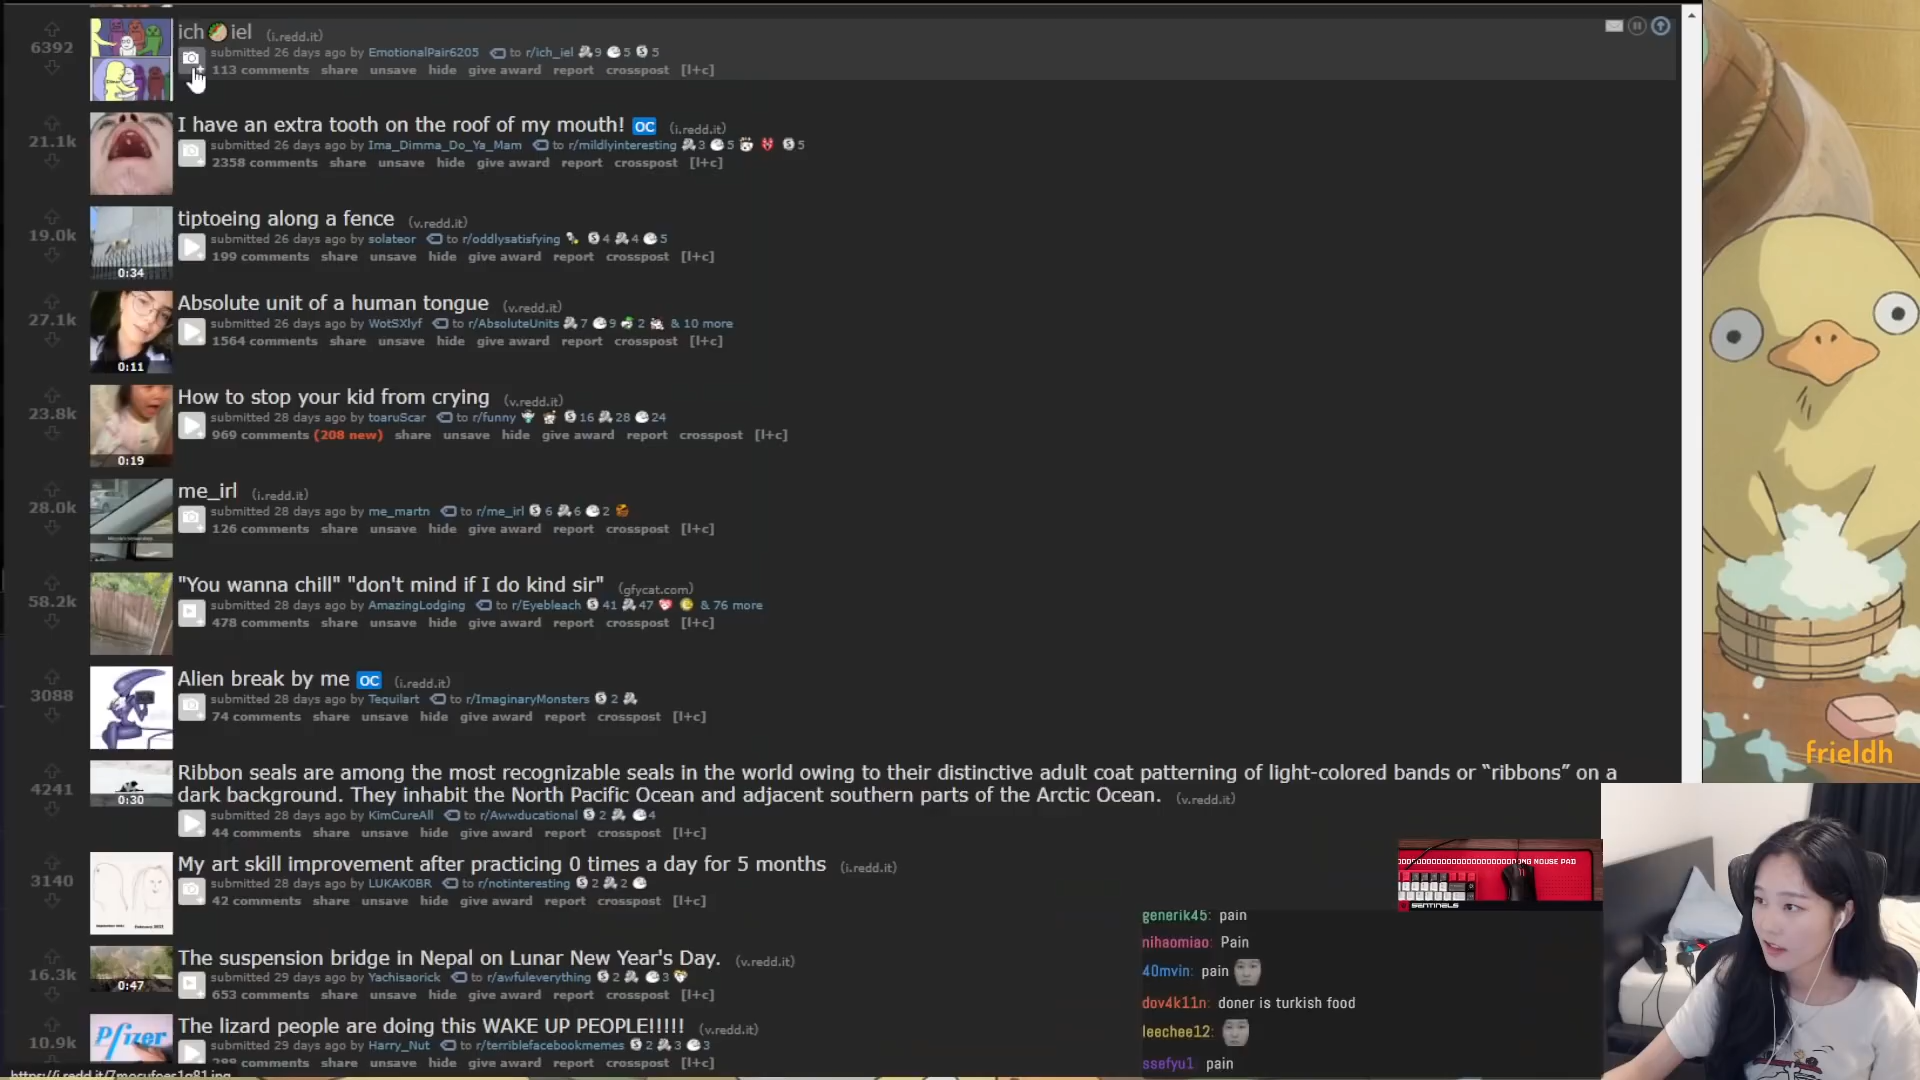 6392
ich iel (i.redd.it)
submitted 26 days ago by EmotionalPair6205 to r/ich_iel 9 5 5
113 comments share unsave hide give award report crosspost [l+c]
21.1k
I have an extra tooth on the roof of my mouth! OC (i.redd.it)
submitted 26 days ago by Ima_Dimma_Do_Ya_Mam to r/mildlyinteresting 3 5 5
2358 comments share unsave hide give award report crosspost [l+c]
19.0k
tiptoeing along a fence (v.redd.it)
submitted 26 days ago by solateor to r/oddlysatisfying 4 4 5
199 comments share unsave hide give award report crosspost [l+c]
0:34
27.1k
Absolute unit of a human tongue (v.redd.it)
submitted 26 days ago by WotSXlyf to r/AbsoluteUnits 7 9 2 & 10 more
1564 comments share unsave hide give award report crosspost [l+c]
0:11
23.8k
How to stop your kid from crying (v.redd.it)
submitted 28 days ago by toaruScar to r/funny 16 28 24
969 comments (208 new) share unsave hide give award report crosspost [l+c]
0:19
28.0k
me_irl (i.redd.it)
submitted 28 days ago by me_martn to r/me_irl 6 6 2
126 comments share unsave hide give award report crosspost [l+c]
58.2k
"You wanna chill" "don't mind if I do kind sir" (gfycat.com)
submitted 28 days ago by AmazingLodging to r/Eyebleach 41 47 & 76 more
478 comments share unsave hide give award report crosspost [l+c]
3088
Alien break by me OC (i.redd.it)
submitted 28 days ago by Tequilart to r/ImaginaryMonsters 2
74 comments share unsave hide give award report crosspost [l+c]
frieldh
4241
Ribbon seals are among the most recognizable seals in the world owing to their distinctive adult coat patterning of light-colored bands or “ribbons” on a
dark background. They inhabit the North Pacific Ocean and adjacent southern parts of the Arctic Ocean. (v.redd.it)
0:30
submitted 28 days ago by KimCureAll to r/Awwducational 2 4
44 comments share unsave hide give award report crosspost [l+c]
3140
My art skill improvement after practicing 0 times a day for 5 months (i.redd.it)
submitted 28 days ago by LUKAK0BR to r/notinteresting 2 2
42 comments share unsave hide give award report crosspost [l+c]
MOUSE PAD
SENTINELS
generik45: pain
nihaomiao: Pain
40mvin: pain
dov4k11n: doner is turkish food
leechee12:
ssefyu1 pain
16.3k
The suspension bridge in Nepal on Lunar New Year's Day. (v.redd.it)
submitted 29 days ago by Yachisaorick to r/awfuleverything 2 3
653 comments share unsave hide give award report crosspost [l+c]
0:47
10.9k
Pfizer
The lizard people are doing this WAKE UP PEOPLE!!!!! (v.redd.it)
submitted 29 days ago by Harry_Nut to r/terriblefacebookmemes 2 3 3
comments share unsave hide give award report crosspost [l+c]